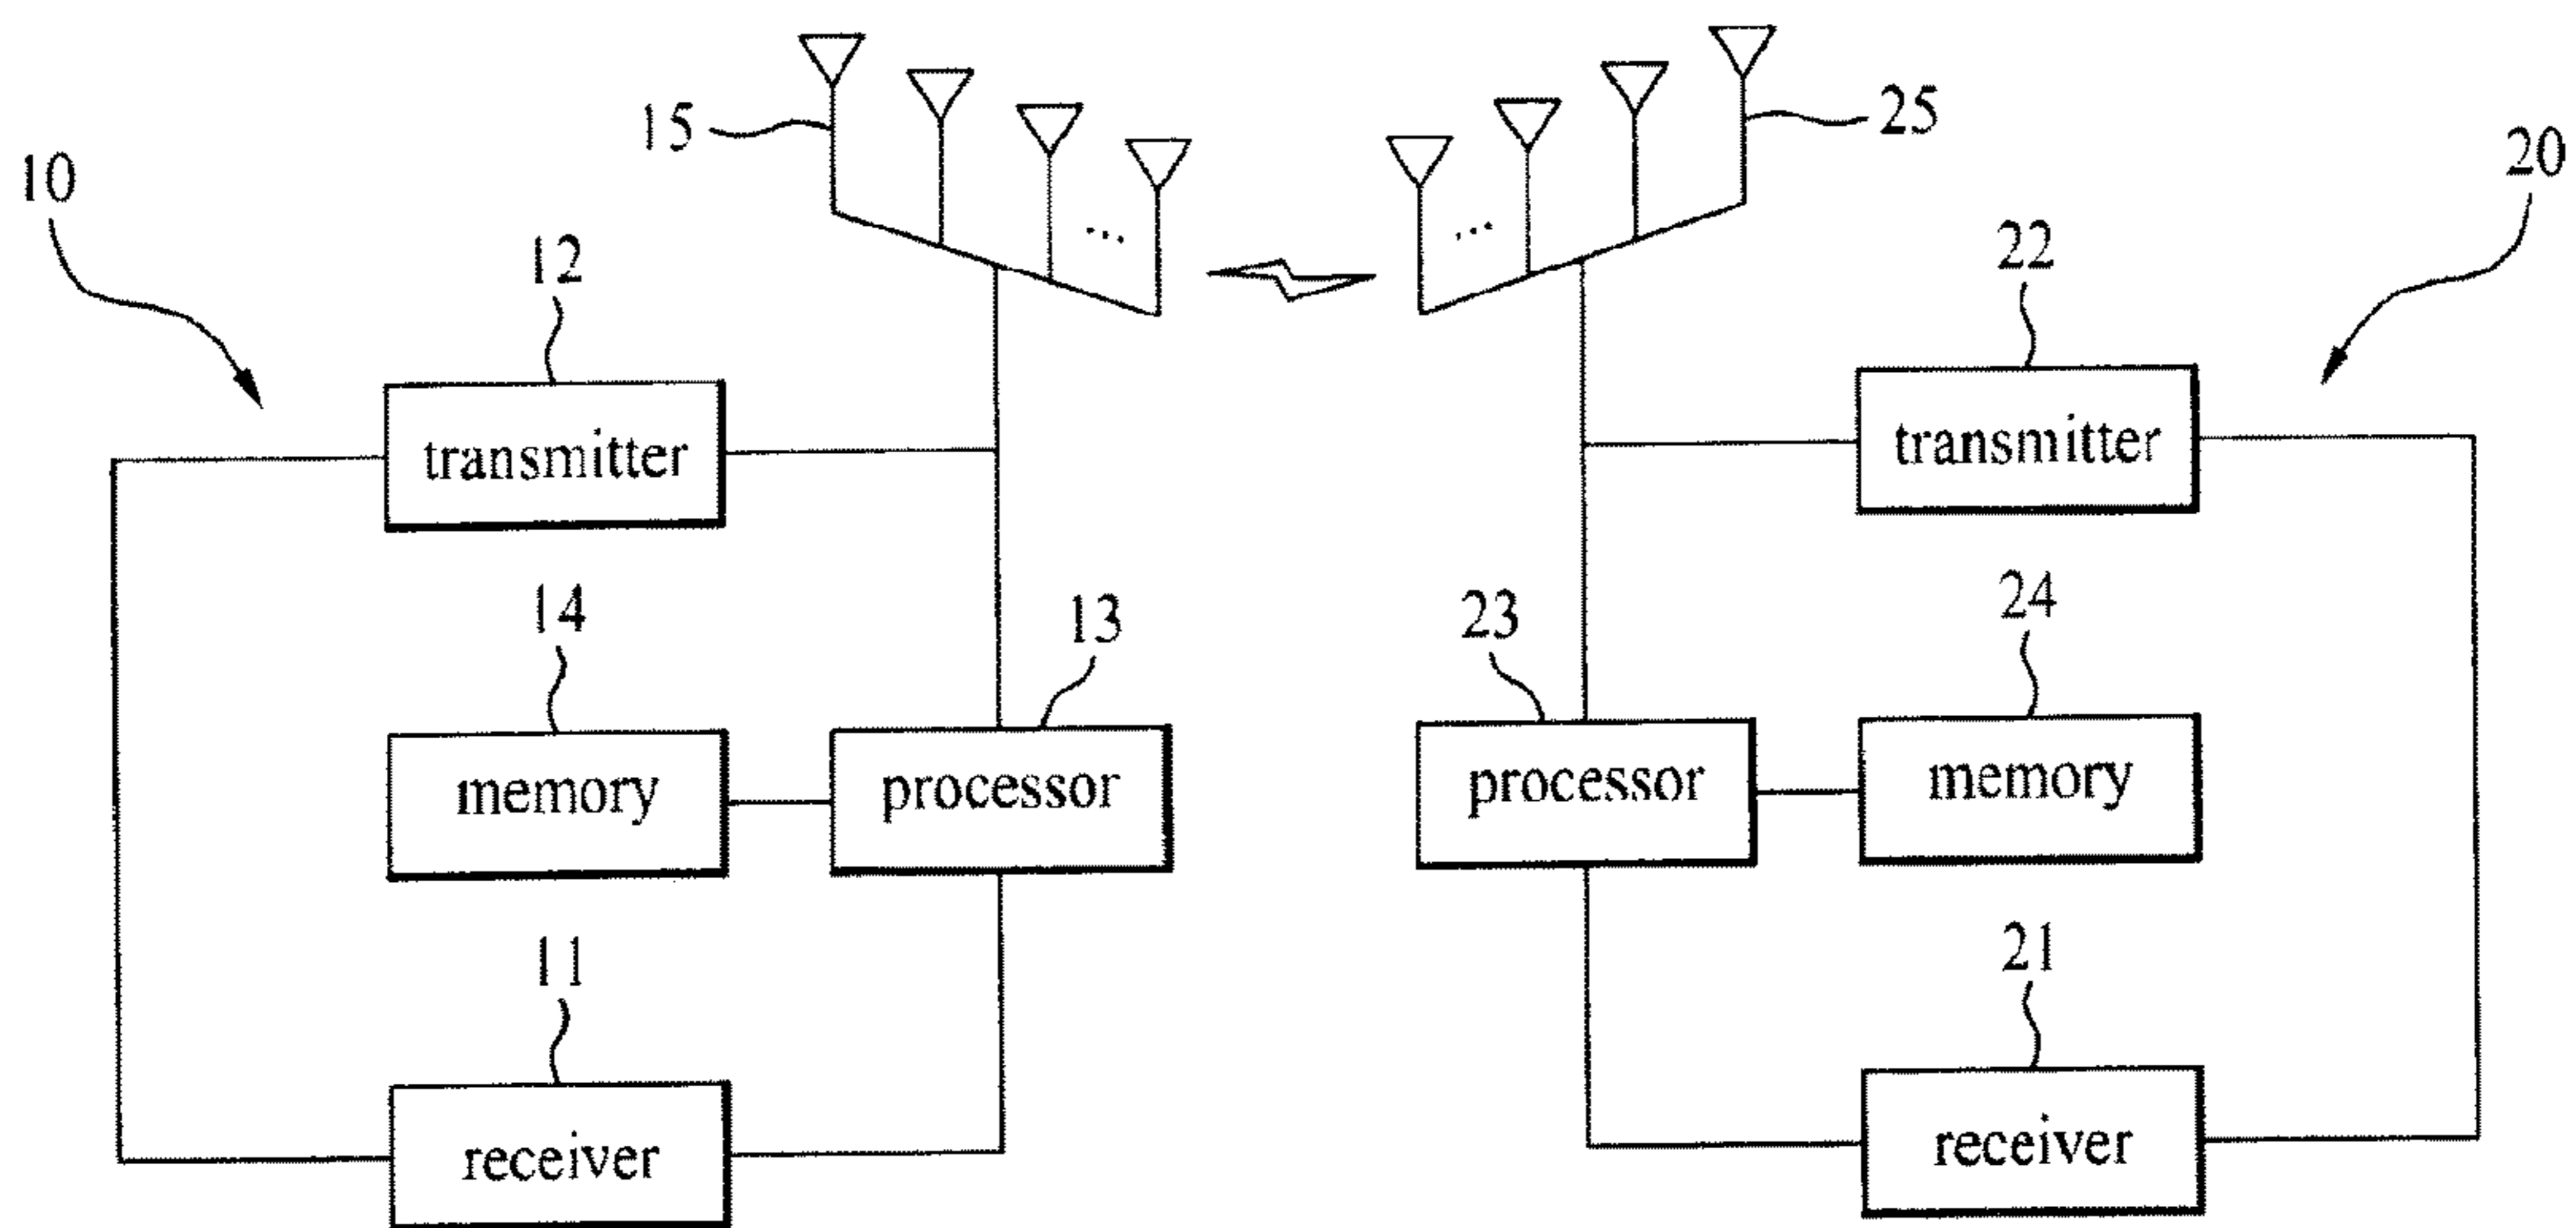 15
25
10
20
12
22
transmitter
transmitter
14
13
23
24
memory
processor
processor
memory
11
21
receiver
receiver